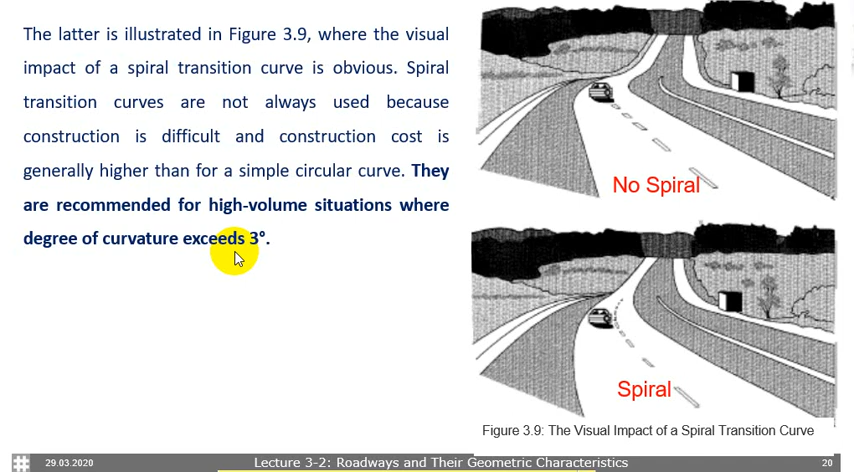 The latter is illustrated in Figure 3.9, where the visual
impact of a spiral transition curve is obvious. Spiral
transition curves are not always used because
construction is difficult and construction cost is
generally higher than for a simple circular curve. They
are recommended for high-volume situations where
degree of curvature exceeds 3°.
No Spiral
Spiral
Figure 3.9: The Visual Impact of a Spiral Transition Curve
29.03.2020
Lecture 3-2: Roadways and Their Geometric Characteristics
20